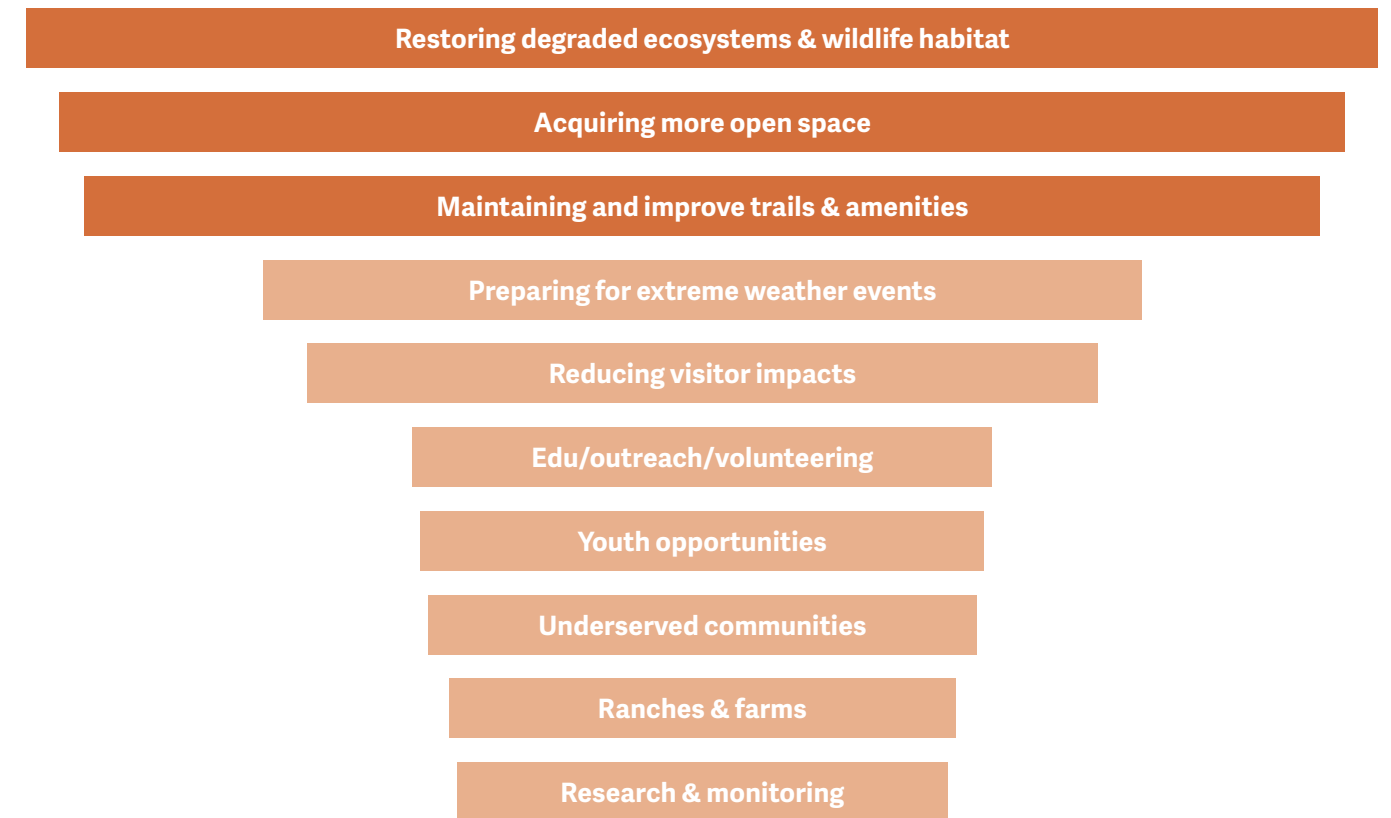 Restoring degraded ecosystems & wildlife habitat
Acquiring more open space
Maintaining and improve trails & amenities
Preparing for extreme weather events
Reducing visitor impacts
Edu/outreach/volunteering
Youth opportunities
Underserved communities
Ranches & farms
Research & monitoring